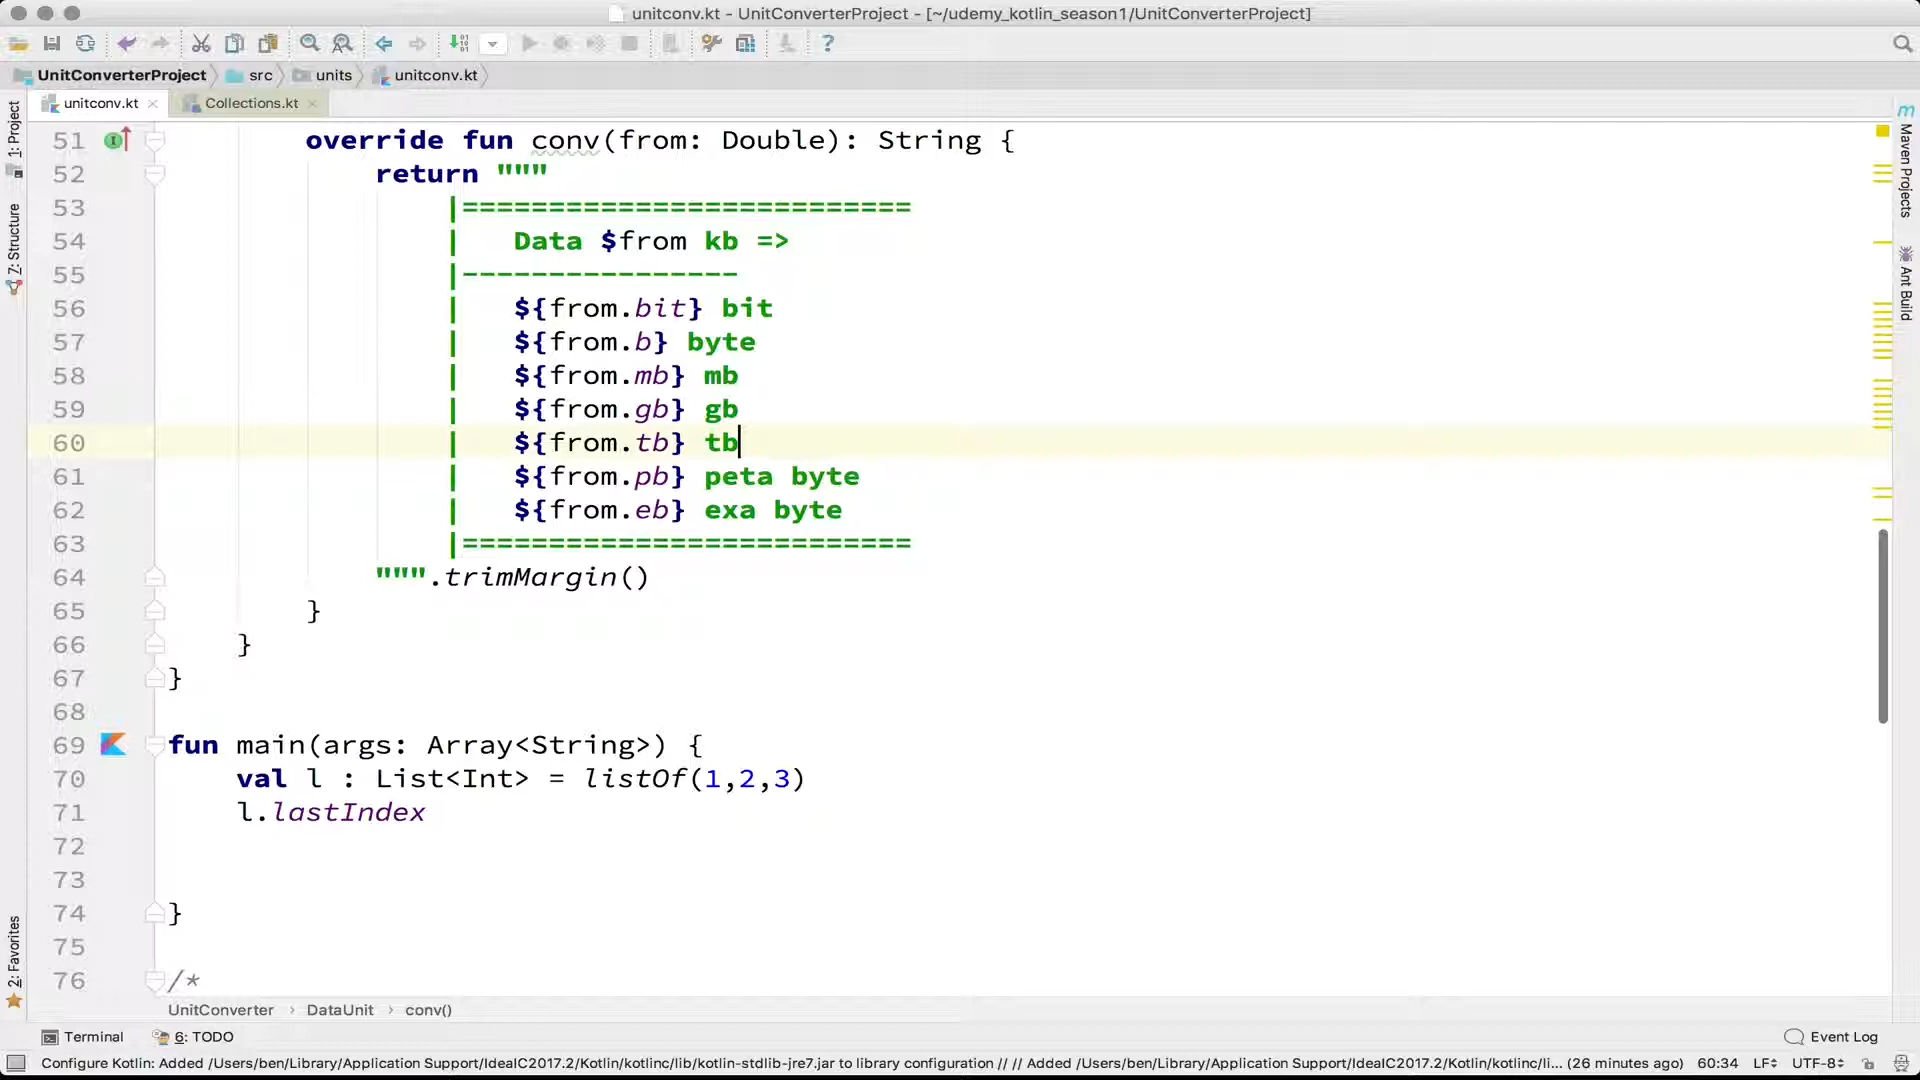 unitconv.kt - UnitConverterProject - [~/udemy_kotlin_season1/UnitConverterProject]
UnitConverterProject src units unitconv.kt
unitconv.kt Collections.kt
1: Project
7: Structure
2: Favorites
Maven Projects
Ant Build
51 override fun conv(from: Double): String {
52 return """
53 |==========================
54 | Data $from kb =>
55 |----------------
56 | ${from.bit} bit
57 | ${from.b} byte
58 | ${from.mb} mb
59 | ${from.gb} gb
60 | ${from.tb} tb
61 | ${from.pb} peta byte
62 | ${from.eb} exa byte
63 |==========================
64 """.trimMargin()
65 }
66 }
67 }
68
69 fun main(args: Array<String>) {
70 val l : List<Int> = listOf(1,2,3)
71 l.lastIndex
72
73
74 }
75
76 /*
UnitConverter › DataUnit › conv()
Terminal 6: TODO Event Log
Configure Kotlin: Added /Users/ben/Library/Application Support/IdeaIC2017.2/Kotlin/kotlinc/lib/kotlin-stdlib-jre7.jar to library configuration // // Added /Users/ben/Library/Application Support/IdeaIC2017.2/Kotlin/kotlinc/li... (26 minutes ago) 60:34 LF UTF-8